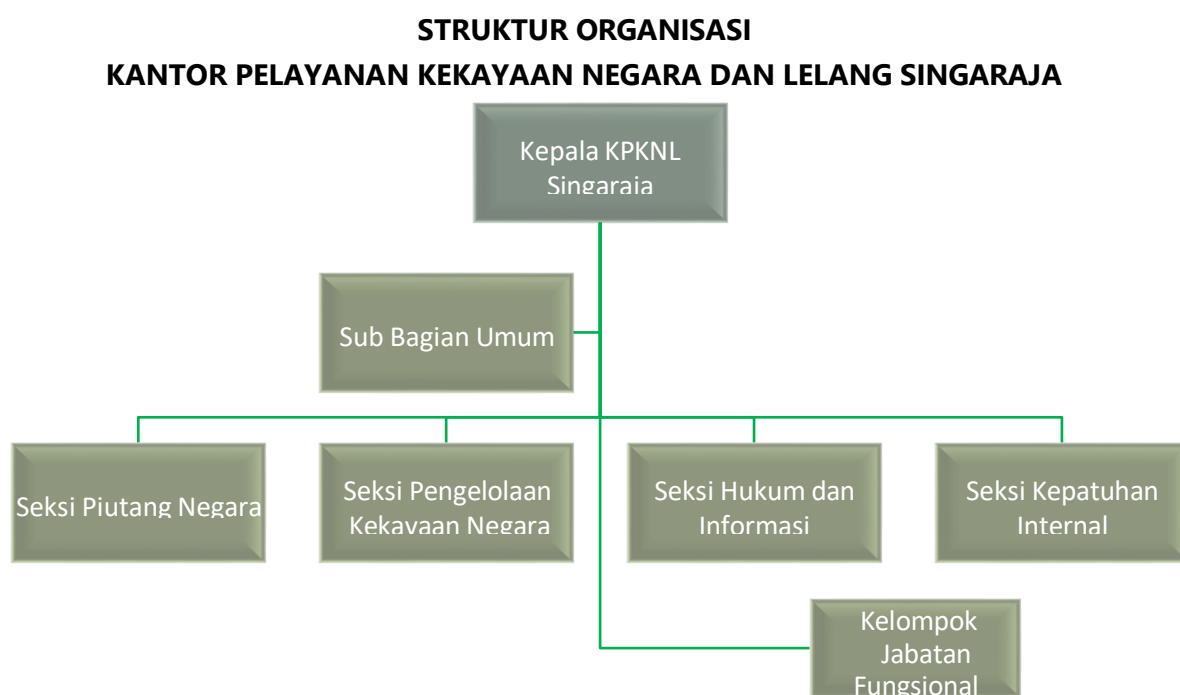 STRUKTUR ORGANISASI
KANTOR PELAYANAN KEKAYAAN NEGARA DAN LELANG SINGARAJA
Kepala KPKNL
Singaraja
Sub Bagian Umum
Seksi Piutang Negara
Seksi Pengelolaan
Kekayaan Negara
Seksi Hukum dan
Informasi
Seksi Kepatuhan
Internal
Kelompok
Jabatan
Fungsional